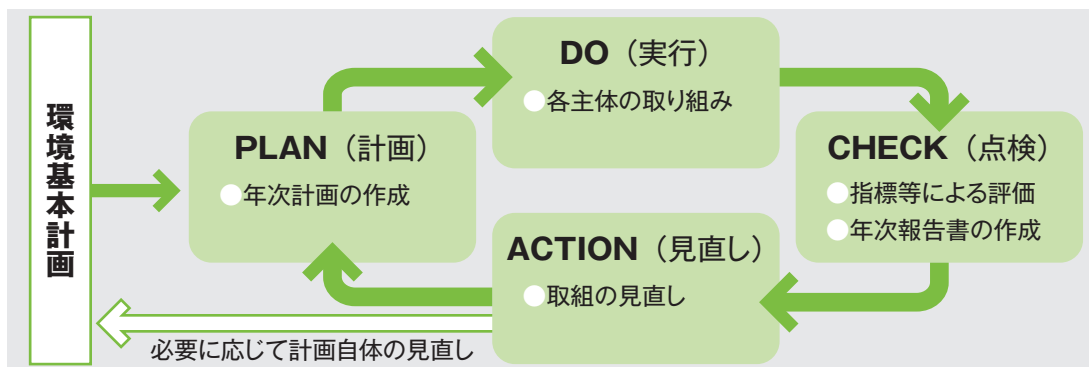 環境基本計画
PLAN（計画）
●年次計画の作成
DO（実行）
●各主体の取り組み
CHECK（点検）
●指標等による評価
●年次報告書の作成
ACTION（見直し）
●取組の見直し
必要に応じて計画自体の見直し